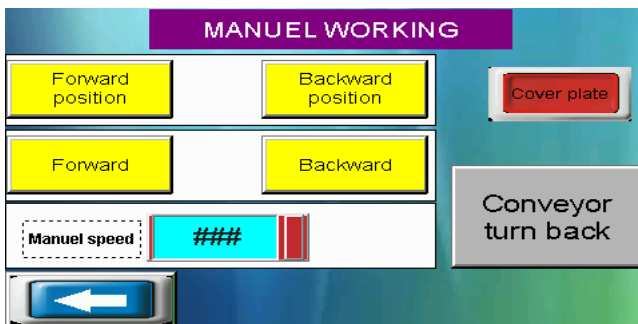 MANUEL WORKING
Forward
position
Backward
position
Cover plate
Forward
Backward
Conveyor
turn back
Manuel speed
###